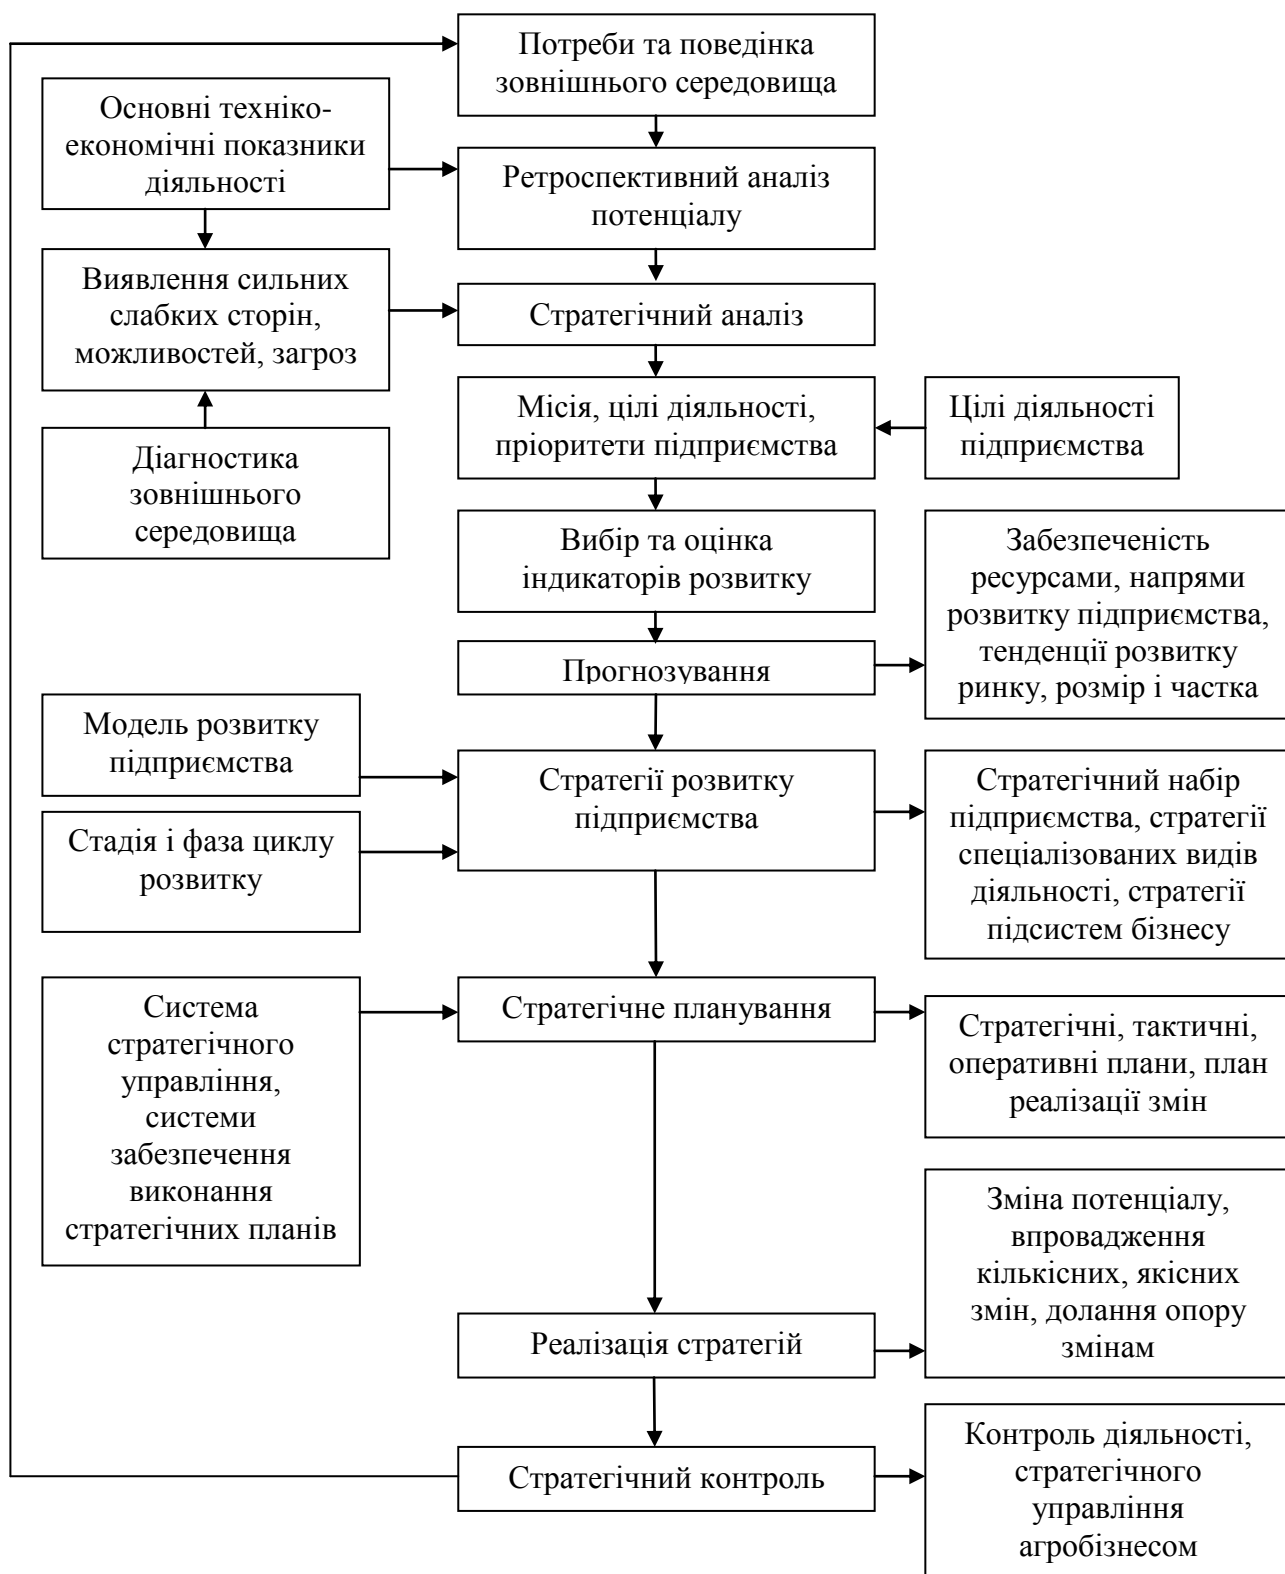 Потреби та поведінка
зовнішнього середовища
Основні техніко-
економічні показники
діяльності
Ретроспективний аналіз
потенціалу
Виявлення сильних
слабких сторін,
можливостей, загроз
Стратегічний аналіз
Місія, цілі діяльності,
пріоритети підприємства
Цілі діяльності
підприємства
Діагностика
зовнішнього
середовища
Вибір та оцінка
індикаторів розвитку
Забезпеченість
ресурсами, напрями
розвитку підприємства,
тенденції розвитку
ринку, розмір і частка
Прогнозування
Модель розвитку
підприємства
Стратегії розвитку
підприємства
Стратегічний набір
підприємства, стратегії
спеціалізованих видів
діяльності, стратегії
підсистем бізнесу
Стадія і фаза циклу
розвитку
Система
стратегічного
управління,
системи
забезпечення
виконання
стратегічних планів
Стратегічне планування
Стратегічні, тактичні,
оперативні плани, план
реалізації змін
Зміна потенціалу,
впровадження
кількісних, якісних
змін, долання опору
змінам
Реалізація стратегій
Стратегічний контроль
Контроль діяльності,
стратегічного
управління
агробізнесом